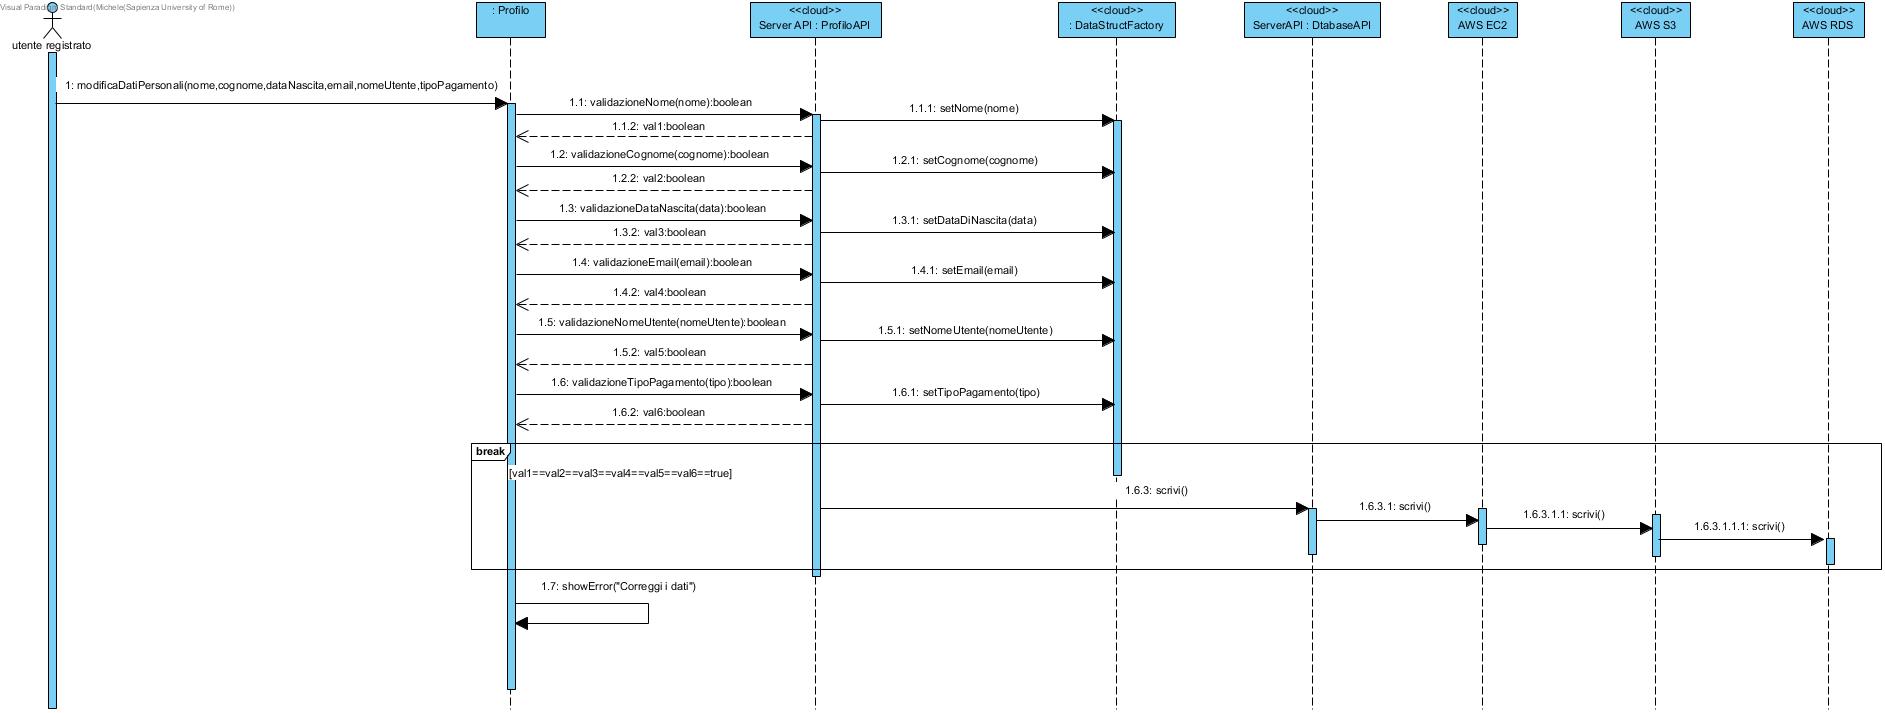 Visual Paradigm Standard(Michele(Sapienza University of Rome))
utente registrato
: Profilo
<<cloud>>
Server API : ProfiloAPI
<<cloud>>
: DataStructFactory
<<cloud>>
ServerAPI : DtabaseAPI
<<cloud>>
AWS EC2
<<cloud>>
AWS S3
<<cloud>>
AWS RDS
1: modificaDatiPersonali(nome,cognome,dataNascita,email,nomeUtente,tipoPagamento)
1.1: validazioneNome(nome):boolean
1.1.1: setNome(nome)
1.1.2: val1:boolean
1.2: validazioneCognome(cognome):boolean
1.2.1: setCognome(cognome)
1.2.2: val2:boolean
1.3: validazioneDataNascita(data):boolean
1.3.1: setDataDiNascita(data)
1.3.2: val3:boolean
1.4: validazioneEmail(email):boolean
1.4.1: setEmail(email)
1.4.2: val4:boolean
1.5: validazioneNomeUtente(nomeUtente):boolean
1.5.1: setNomeUtente(nomeUtente)
1.5.2: val5:boolean
1.6: validazioneTipoPagamento(tipo):boolean
1.6.1: setTipoPagamento(tipo)
1.6.2: val6:boolean
break
[val1==val2==val3==val4==val5==val6==true]
1.6.3: scrivi()
1.6.3.1: scrivi()
1.6.3.1.1: scrivi()
1.6.3.1.1.1: scrivi()
1.7: showError("Correggi i dati")